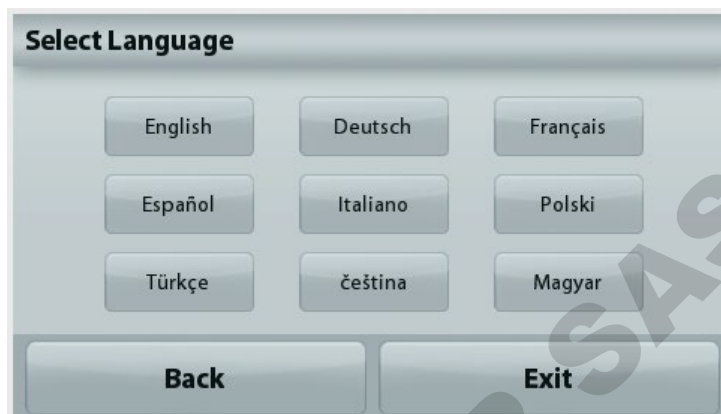 Select Language
English Deutsch Français
Español Italiano Polski
Türkçe čeština Magyar
Back Exit